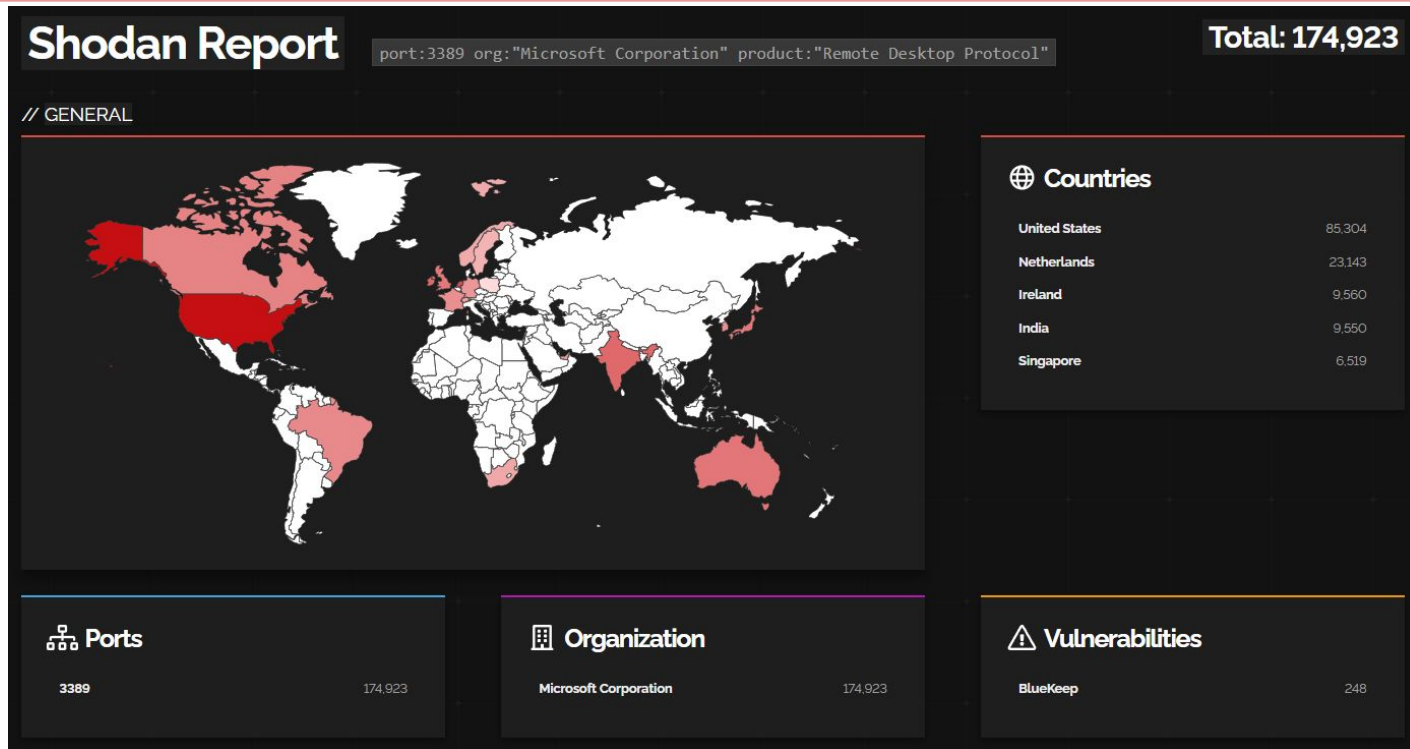 Shodan Report
port:3389 org:"Microsoft Corporation" product:"Remote Desktop Protocol"
Total: 174,923
// GENERAL
Countries
United States 85,304
Netherlands 23,143
Ireland 9,560
India 9,550
Singapore 6,519
Ports
3389 174,923
Organization
Microsoft Corporation 174,923
Vulnerabilities
BlueKeep 248